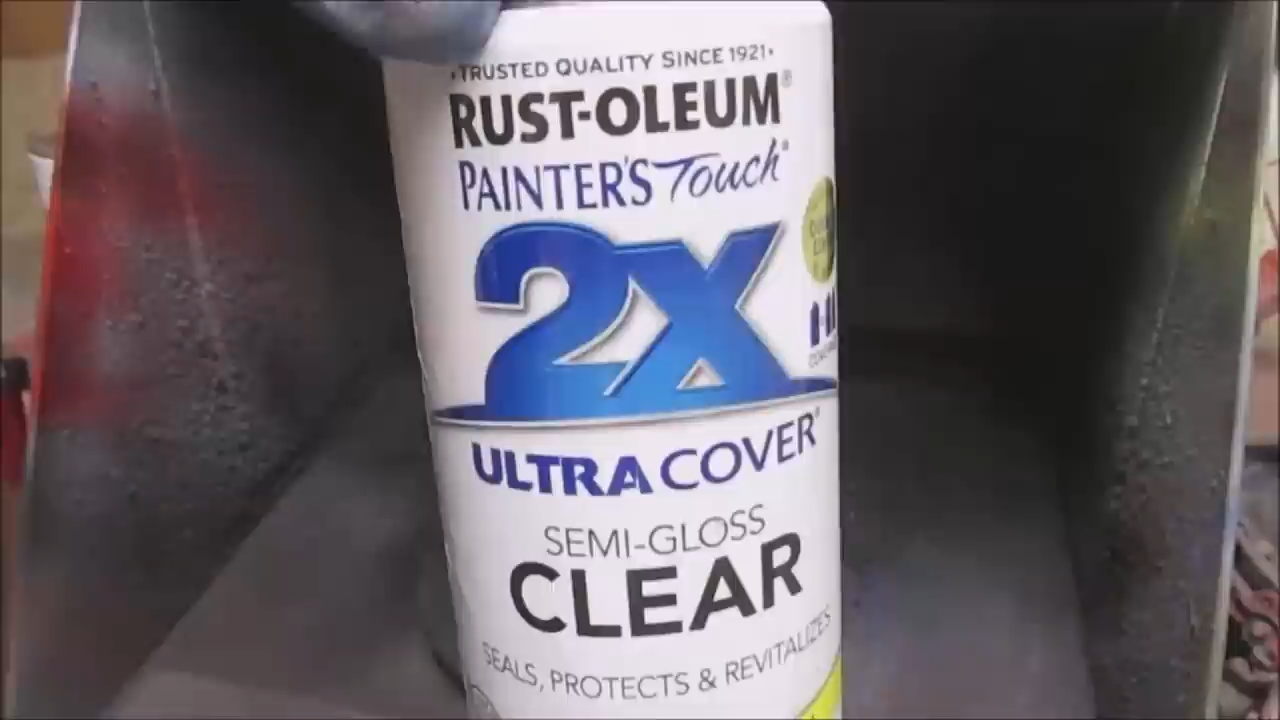 •TRUSTED QUALITY SINCE 1921•
RUST-OLEUM®
PAINTER'S Touch®
2X
ULTRA COVER®
SEMI-GLOSS
CLEAR
SEALS, PROTECTS & REVITALIZES